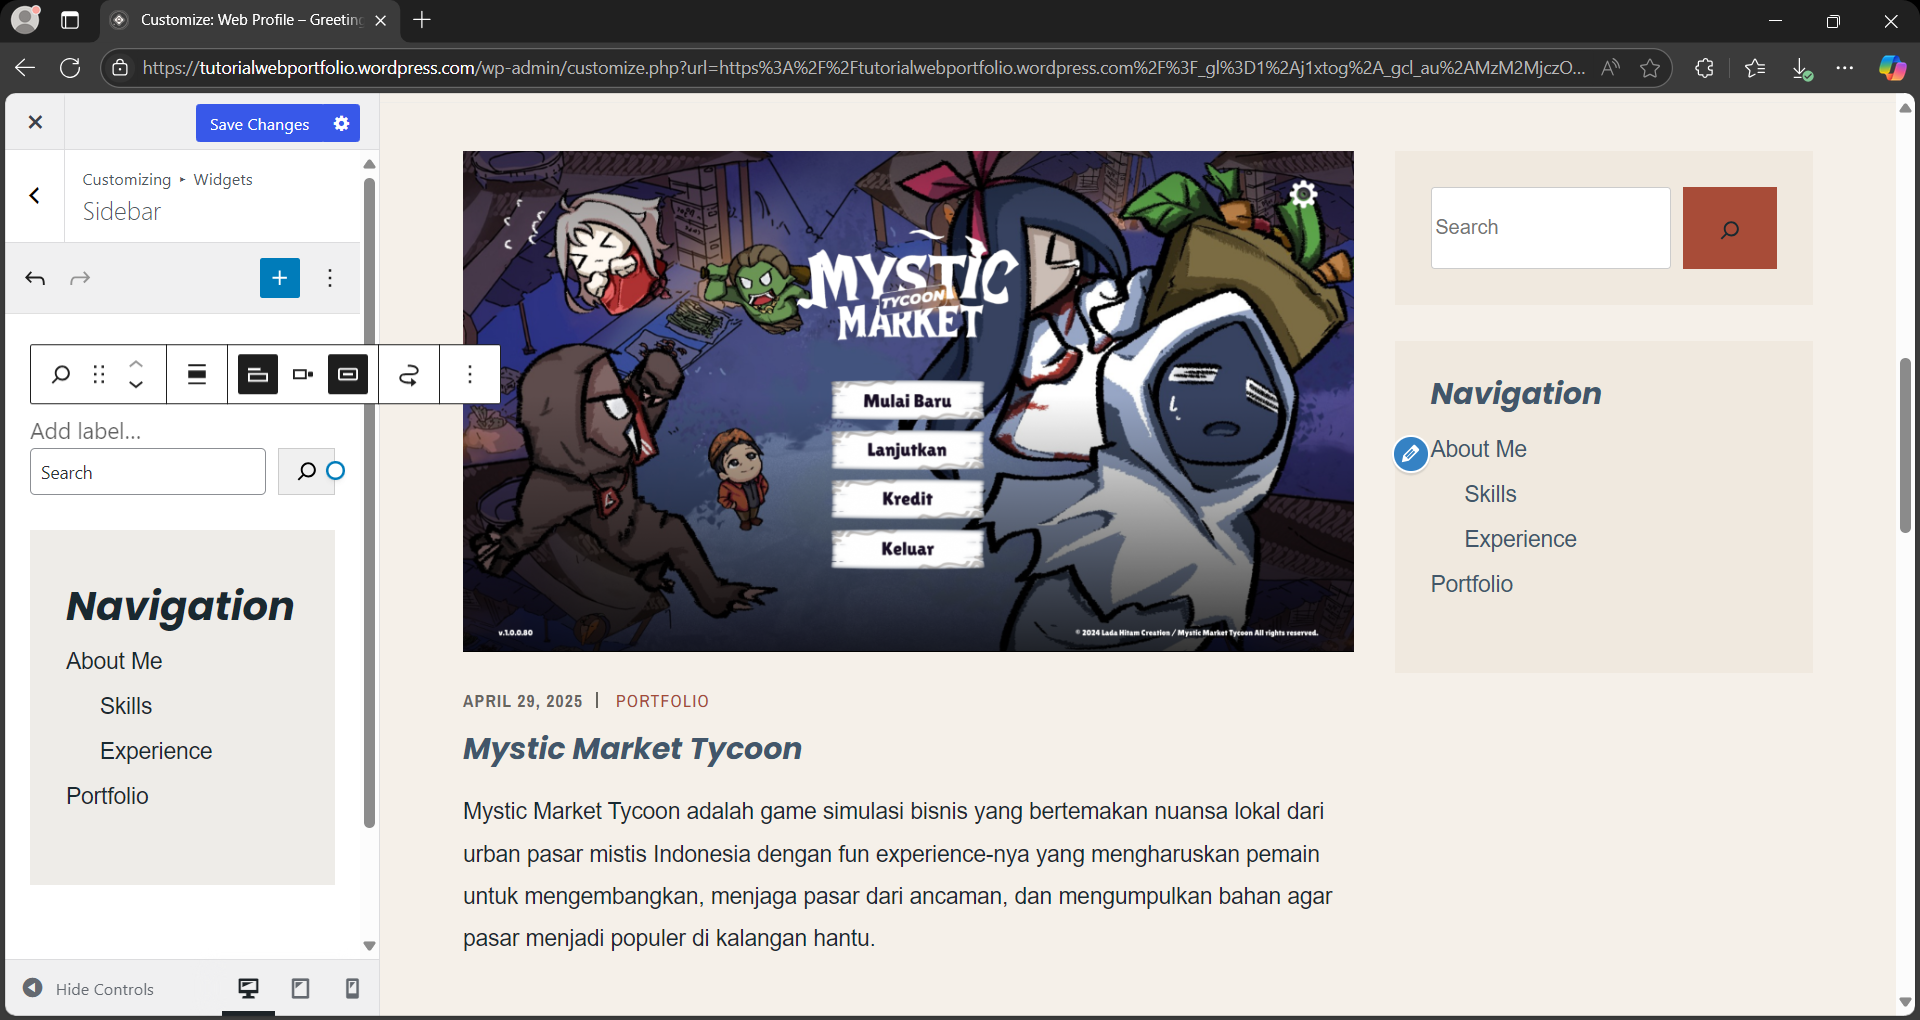 Customize: Web Profile – Greeting
https://tutorialwebportfolio.wordpress.com/wp-admin/customize.php?url=https%3A%2F%2Ftutorialwebportfolio.wordpress.com%2F%3F_gl%3D1%2Aj1xtog%2A_gcl_au%2AMzM2MjczO...
Save Changes
Customizing ▸ Widgets
Sidebar
Add label...
Search
Navigation
About Me
Skills
Experience
Portfolio
Hide Controls
MYSTIC
TYCOON
MARKET
Mulai Baru
Lanjutkan
Kredit
Keluar
v.1.0.0.80
© 2024 Lada Hitam Creation / Mystic Market Tycoon All rights reserved.
APRIL 29, 2025 | PORTFOLIO
Mystic Market Tycoon
Mystic Market Tycoon adalah game simulasi bisnis yang bertemakan nuansa lokal dari
urban pasar mistis Indonesia dengan fun experience-nya yang mengharuskan pemain
untuk mengembangkan, menjaga pasar dari ancaman, dan mengumpulkan bahan agar
pasar menjadi populer di kalangan hantu.
Search
Navigation
About Me
Skills
Experience
Portfolio